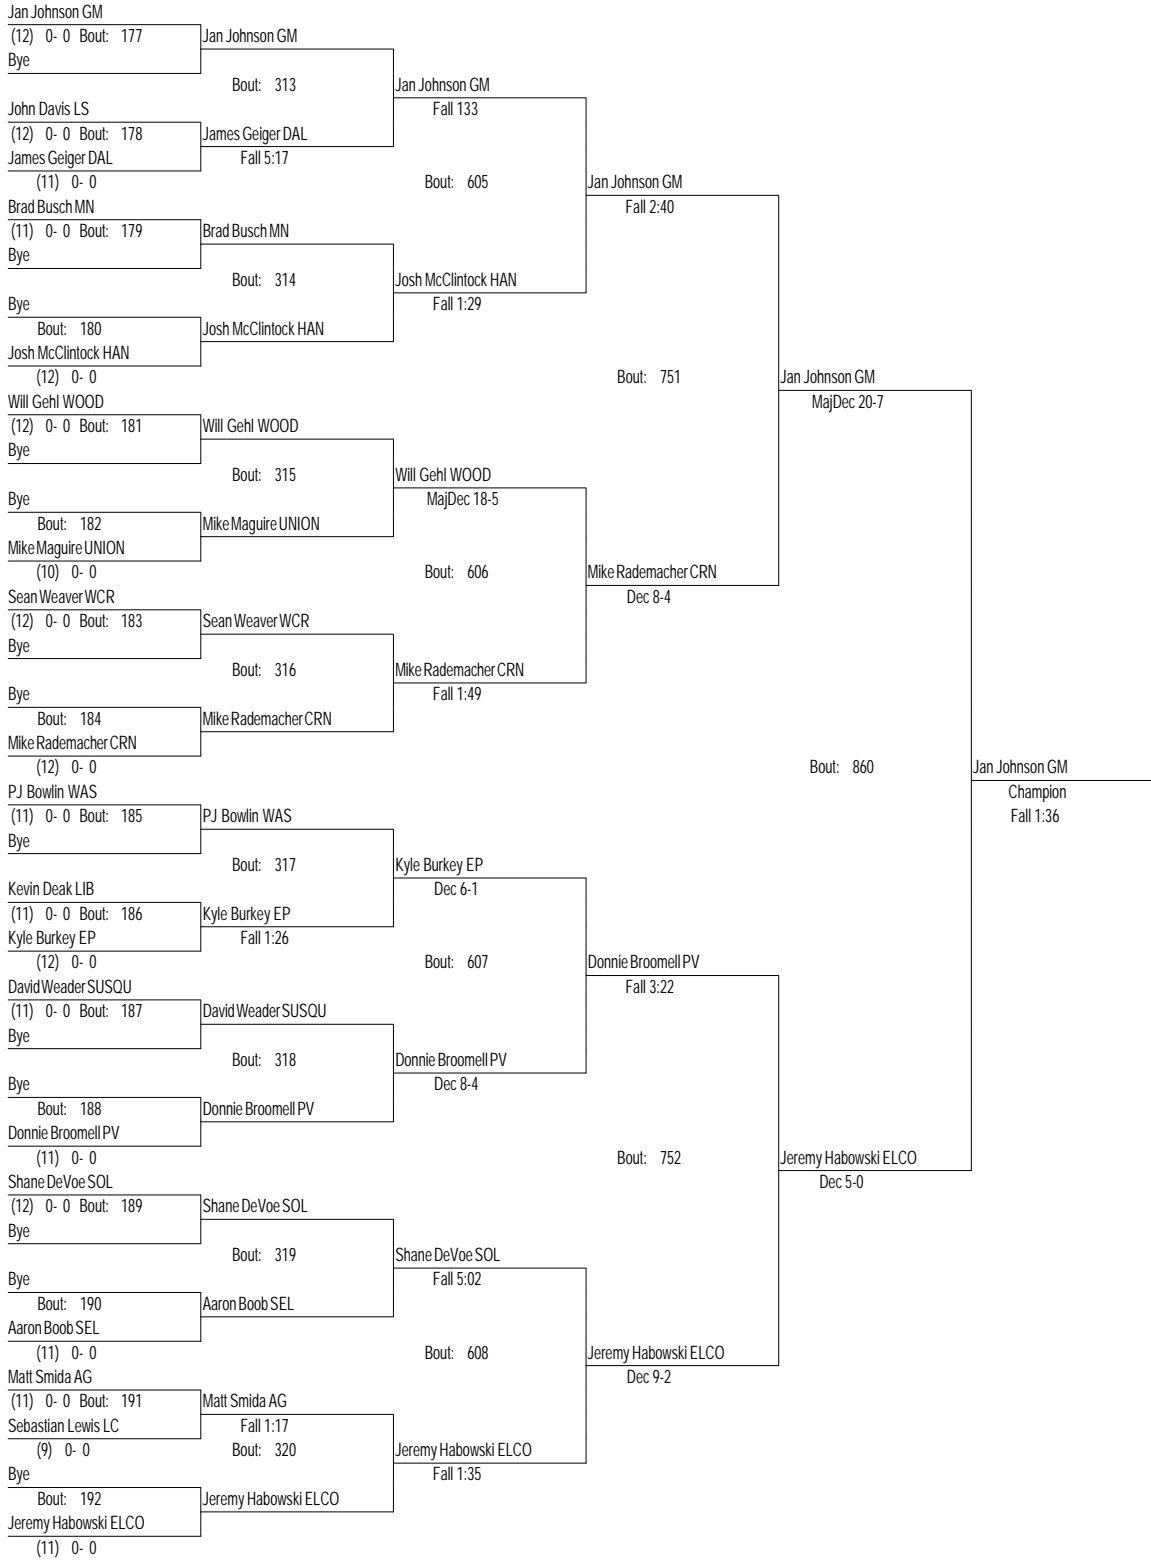 Jan Johnson GM
(12) 0- 0 Bout: 177 Jan Johnson GM
Bye
Bout: 313 Jan Johnson GM
John Davis LS Fall 133
(12) 0- 0 Bout: 178 James Geiger DAL
James Geiger DAL Fall 5:17
(11) 0- 0 Bout: 605 Jan Johnson GM
Brad Busch MN Fall 2:40
(11) 0- 0 Bout: 179 Brad Busch MN
Bye
Bout: 314 Josh McClintock HAN
Bye Fall 1:29
Bout: 180 Josh McClintock HAN
Josh McClintock HAN
(12) 0- 0 Bout: 751 Jan Johnson GM
Will Gehl WOOD MajDec 20-7
(12) 0- 0 Bout: 181 Will Gehl WOOD
Bye
Bout: 315 Will Gehl WOOD
Bye MajDec 18-5
Bout: 182 Mike Maguire UNION
Mike Maguire UNION
(10) 0- 0 Bout: 606 Mike Rademacher CRN
Sean Weaver WCR Dec 8-4
(12) 0- 0 Bout: 183 Sean Weaver WCR
Bye
Bout: 316 Mike Rademacher CRN
Bye Fall 1:49
Bout: 184 Mike Rademacher CRN
Mike Rademacher CRN
(12) 0- 0 Bout: 860 Jan Johnson GM
PJ Bowlin WAS Champion
(11) 0- 0 Bout: 185 PJ Bowlin WAS Fall 1:36
Bye
Bout: 317 Kyle Burkey EP
Kevin Deak LIB Dec 6-1
(11) 0- 0 Bout: 186 Kyle Burkey EP
Kyle Burkey EP Fall 1:26
(12) 0- 0 Bout: 607 Donnie Broomell PV
David Weader SUSQU Fall 3:22
(11) 0- 0 Bout: 187 David Weader SUSQU
Bye
Bout: 318 Donnie Broomell PV
Bye Dec 8-4
Bout: 188 Donnie Broomell PV
Donnie Broomell PV
(11) 0- 0 Bout: 752 Jeremy Habowski ELCO
Shane DeVoe SOL Dec 5-0
(12) 0- 0 Bout: 189 Shane DeVoe SOL
Bye
Bout: 319 Shane DeVoe SOL
Bye Fall 5:02
Bout: 190 Aaron Boob SEL
Aaron Boob SEL
(11) 0- 0 Bout: 608 Jeremy Habowski ELCO
Matt Smida AG Dec 9-2
(11) 0- 0 Bout: 191 Matt Smida AG
Sebastian Lewis LC Fall 1:17
(9) 0- 0 Bout: 320 Jeremy Habowski ELCO
Bye Fall 1:35
Bout: 192 Jeremy Habowski ELCO
Jeremy Habowski ELCO
(11) 0- 0